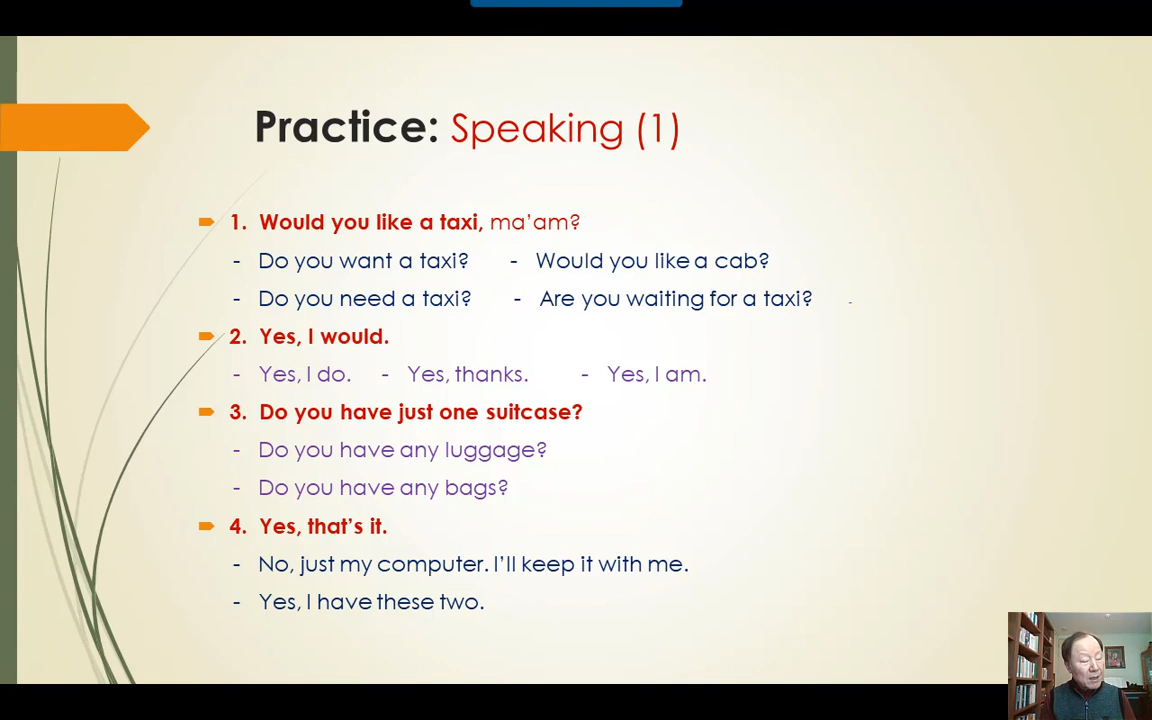 Practice: Speaking (1)
1. Would you like a taxi, ma’am?
- Do you want a taxi? - Would you like a cab?
- Do you need a taxi? - Are you waiting for a taxi? -
2. Yes, I would.
- Yes, I do. - Yes, thanks. - Yes, I am.
3. Do you have just one suitcase?
- Do you have any luggage?
- Do you have any bags?
4. Yes, that’s it.
- No, just my computer. I’ll keep it with me.
- Yes, I have these two.